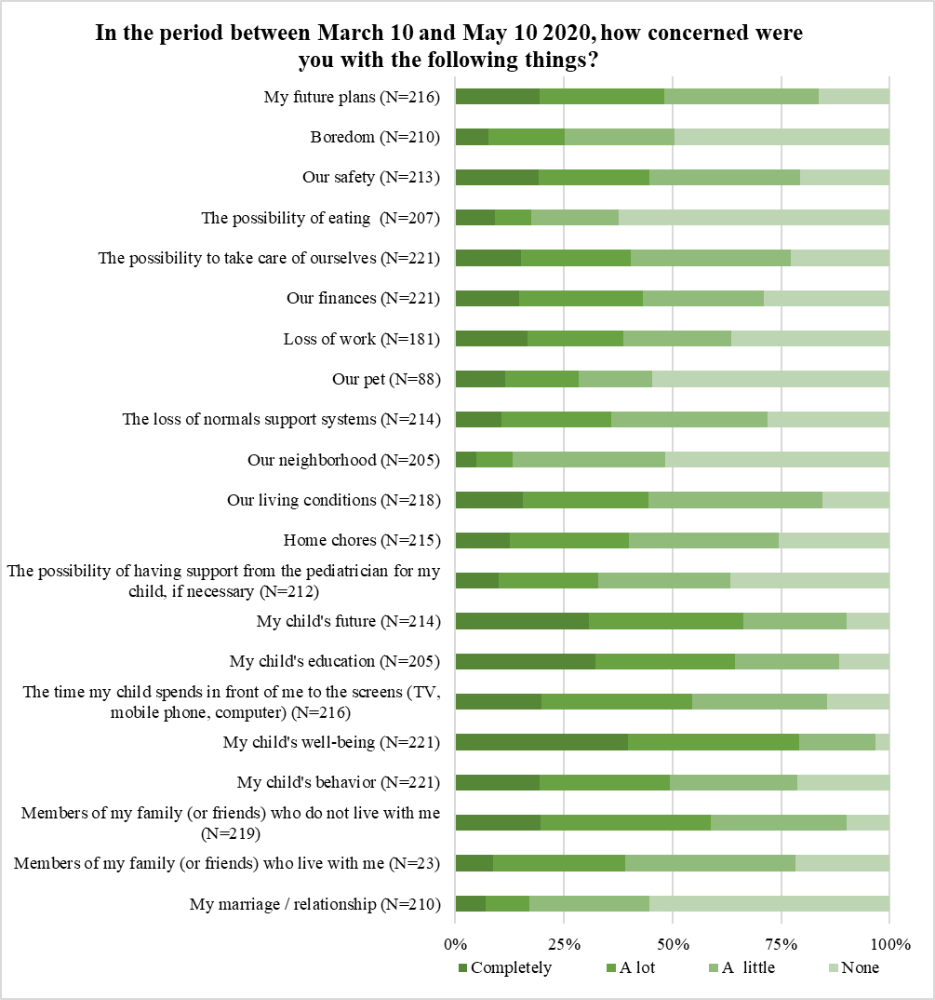 In the period between March 10 and May 10 2020, how concerned were
you with the following things?
My future plans (N=216)
Boredom (N=210)
Our safety (N=213)
The possibility of eating  (N=207)
The possibility to take care of ourselves (N=221)
Our finances (N=221)
Loss of work (N=181)
Our pet (N=88)
The loss of normals support systems (N=214)
Our neighborhood (N=205)
Our living conditions (N=218)
Home chores (N=215)
The possibility of having support from the pediatrician for my
child, if necessary (N=212)
My child's future (N=214)
My child's education (N=205)
The time my child spends in front of me to the screens (TV,
mobile phone, computer) (N=216)
My child's well-being (N=221)
My child's behavior (N=221)
Members of my family (or friends) who do not live with me
(N=219)
Members of my family (or friends) who live with me (N=23)
My marriage / relationship (N=210)
0% 25% 50% 75% 100%
Completely A lot A  little None